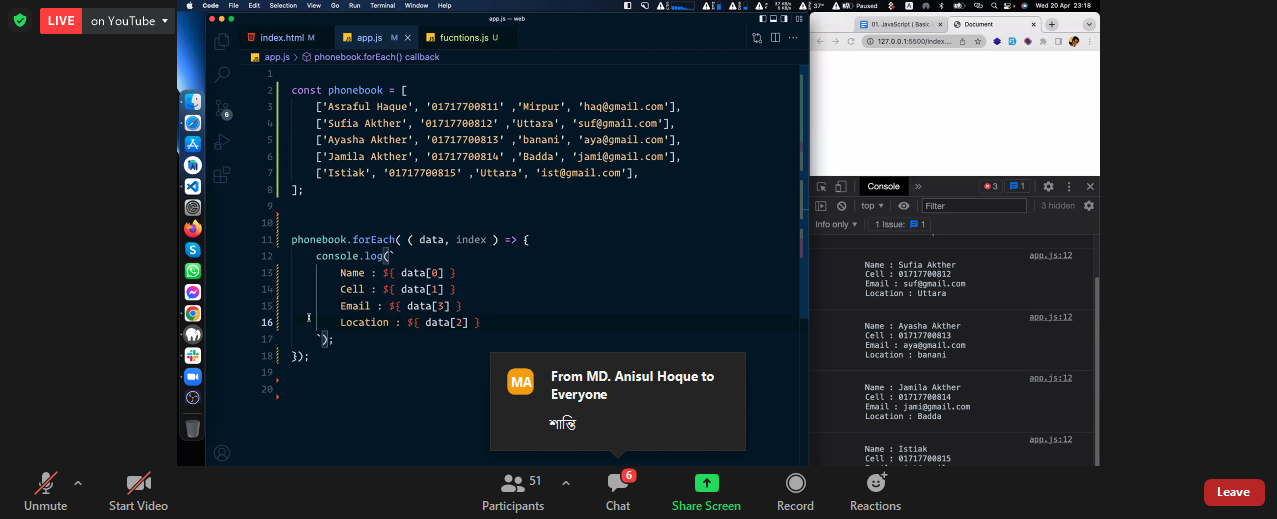 LIVE on YouTube
Code File Edit Selection View Go Run Terminal Window Help
Paused
37°
Wed 20 Apr 23:18
app.js — web
index.html M
app.js M
fucntions.js U
app.js > phonebook.forEach() callback
1
2 const phonebook = [
3 ['Asraful Haque', '01717700811' ,'Mirpur', 'haq@gmail.com'],
4 ['Sufia Akther', '01717700812' ,'Uttara', 'suf@gmail.com'],
5 ['Ayasha Akther', '01717700813' ,'banani', 'aya@gmail.com'],
6 ['Jamila Akther', '01717700814' ,'Badda', 'jami@gmail.com'],
7 ['Istiak', '01717700815' ,'Uttara', 'ist@gmail.com'],
8 ];
9
10
11 phonebook.forEach( ( data, index ) => {
12 console.log(`
13 Name : ${ data[0] }
14 Cell : ${ data[1] }
15 Email : ${ data[3] }
16 Location : ${ data[2] }
17 `);
18 });
19
20
6
01. JavaScript | Basic
Document
127.0.0.1:5500/index....
Console
3
1
top
Filter
3 hidden
Info only
1 Issue: 1
app.js:12
Name : Sufia Akther
Cell : 01717700812
Email : suf@gmail.com
Location : Uttara
app.js:12
Name : Ayasha Akther
Cell : 01717700813
Email : aya@gmail.com
Location : banani
app.js:12
Name : Jamila Akther
Cell : 01717700814
Email : jami@gmail.com
Location : Badda
app.js:12
Name : Istiak
Cell : 01717700815
MA
From MD. Anisul Hoque to
Everyone
শান্তি
Unmute
Start Video
51
Participants
6
Chat
Share Screen
Record
Reactions
Leave